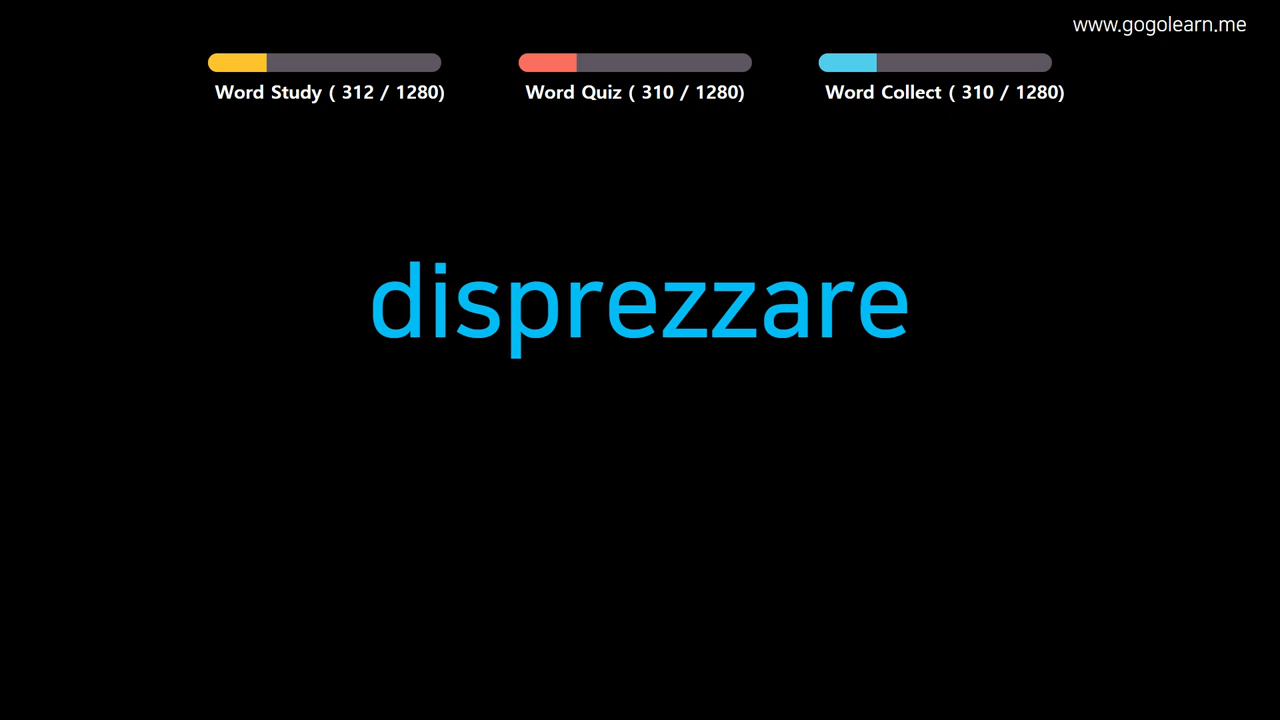 www.gogolearn.me
Word Study ( 312 / 1280)
Word Quiz ( 310 / 1280)
Word Collect ( 310 / 1280)
disprezzare